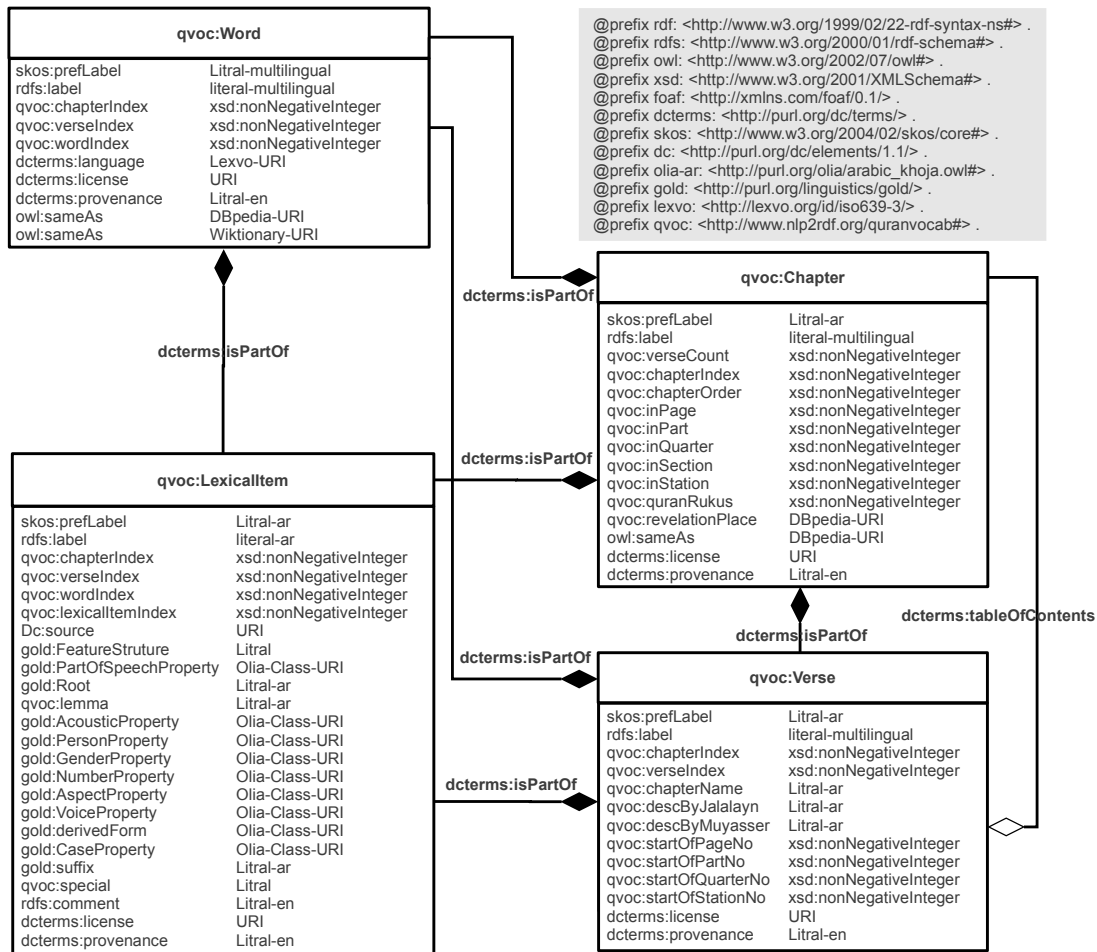 qvoc:Word
skos:prefLabel Litral-multilingual
rdfs:label literal-multilingual
qvoc:chapterIndex xsd:nonNegativeInteger
qvoc:verseIndex xsd:nonNegativeInteger
qvoc:wordIndex xsd:nonNegativeInteger
dcterms:language Lexvo-URI
dcterms:license URI
dcterms:provenance Litral-en
owl:sameAs DBpedia-URI
owl:sameAs Wiktionary-URI
@prefix rdf: <http://www.w3.org/1999/02/22-rdf-syntax-ns#> .
@prefix rdfs: <http://www.w3.org/2000/01/rdf-schema#> .
@prefix owl: <http://www.w3.org/2002/07/owl#> .
@prefix xsd: <http://www.w3.org/2001/XMLSchema#> .
@prefix foaf: <http://xmlns.com/foaf/0.1/> .
@prefix dcterms: <http://purl.org/dc/terms/> .
@prefix skos: <http://www.w3.org/2004/02/skos/core#> .
@prefix dc: <http://purl.org/dc/elements/1.1/> .
@prefix olia-ar: <http://purl.org/olia/arabic_khoja.owl#> .
@prefix gold: <http://purl.org/linguistics/gold/> .
@prefix lexvo: <http://lexvo.org/id/iso639-3/> .
@prefix qvoc: <http://www.nlp2rdf.org/quranvocab#> .
dcterms:isPartOf
dcterms:isPartOf
qvoc:Chapter
skos:prefLabel Litral-ar
rdfs:label literal-multilingual
qvoc:verseCount xsd:nonNegativeInteger
qvoc:chapterIndex xsd:nonNegativeInteger
qvoc:chapterOrder xsd:nonNegativeInteger
qvoc:inPage xsd:nonNegativeInteger
qvoc:inPart xsd:nonNegativeInteger
qvoc:inQuarter xsd:nonNegativeInteger
qvoc:inSection xsd:nonNegativeInteger
qvoc:inStation xsd:nonNegativeInteger
qvoc:quranRukus xsd:nonNegativeInteger
qvoc:revelationPlace DBpedia-URI
owl:sameAs DBpedia-URI
dcterms:license URI
dcterms:provenance Litral-en
dcterms:isPartOf
qvoc:LexicalItem
skos:prefLabel Litral-ar
rdfs:label literal-ar
qvoc:chapterIndex xsd:nonNegativeInteger
qvoc:verseIndex xsd:nonNegativeInteger
qvoc:wordIndex xsd:nonNegativeInteger
qvoc:lexicalItemIndex xsd:nonNegativeInteger
Dc:source URI
gold:FeatureStruture Litral
gold:PartOfSpeechProperty Olia-Class-URI
gold:Root Litral-ar
qvoc:lemma Litral-ar
gold:AcousticProperty Olia-Class-URI
gold:PersonProperty Olia-Class-URI
gold:GenderProperty Olia-Class-URI
gold:NumberProperty Olia-Class-URI
gold:AspectProperty Olia-Class-URI
gold:VoiceProperty Olia-Class-URI
gold:derivedForm Olia-Class-URI
gold:CaseProperty Olia-Class-URI
gold:suffix Litral-ar
qvoc:special Litral
rdfs:comment Litral-en
dcterms:license URI
dcterms:provenance Litral-en
dcterms:tableOfContents
dcterms:isPartOf
dcterms:isPartOf
dcterms:isPartOf
qvoc:Verse
skos:prefLabel Litral-ar
rdfs:label literal-multilingual
qvoc:chapterIndex xsd:nonNegativeInteger
qvoc:verseIndex xsd:nonNegativeInteger
qvoc:chapterName Litral-ar
qvoc:descByJalalayn Litral-ar
qvoc:descByMuyasser Litral-ar
qvoc:startOfPageNo xsd:nonNegativeInteger
qvoc:startOfPartNo xsd:nonNegativeInteger
qvoc:startOfQuarterNo xsd:nonNegativeInteger
qvoc:startOfStationNo xsd:nonNegativeInteger
dcterms:license URI
dcterms:provenance Litral-en